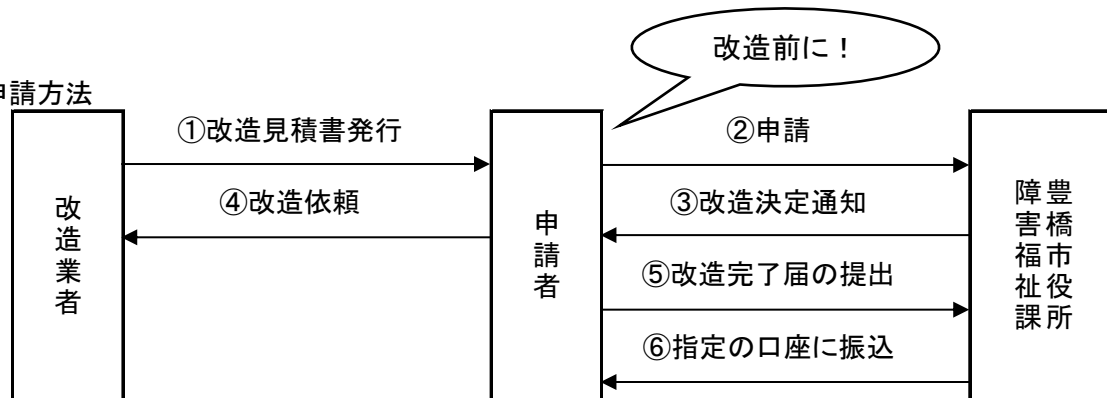 改造前に！
申請方法
①改造見積書発行
②申請
④改造依頼
③改造決定通知
⑤改造完了届の提出
⑥指定の口座に振込
改造業者
申請者
豊橋市役所
障害福祉課